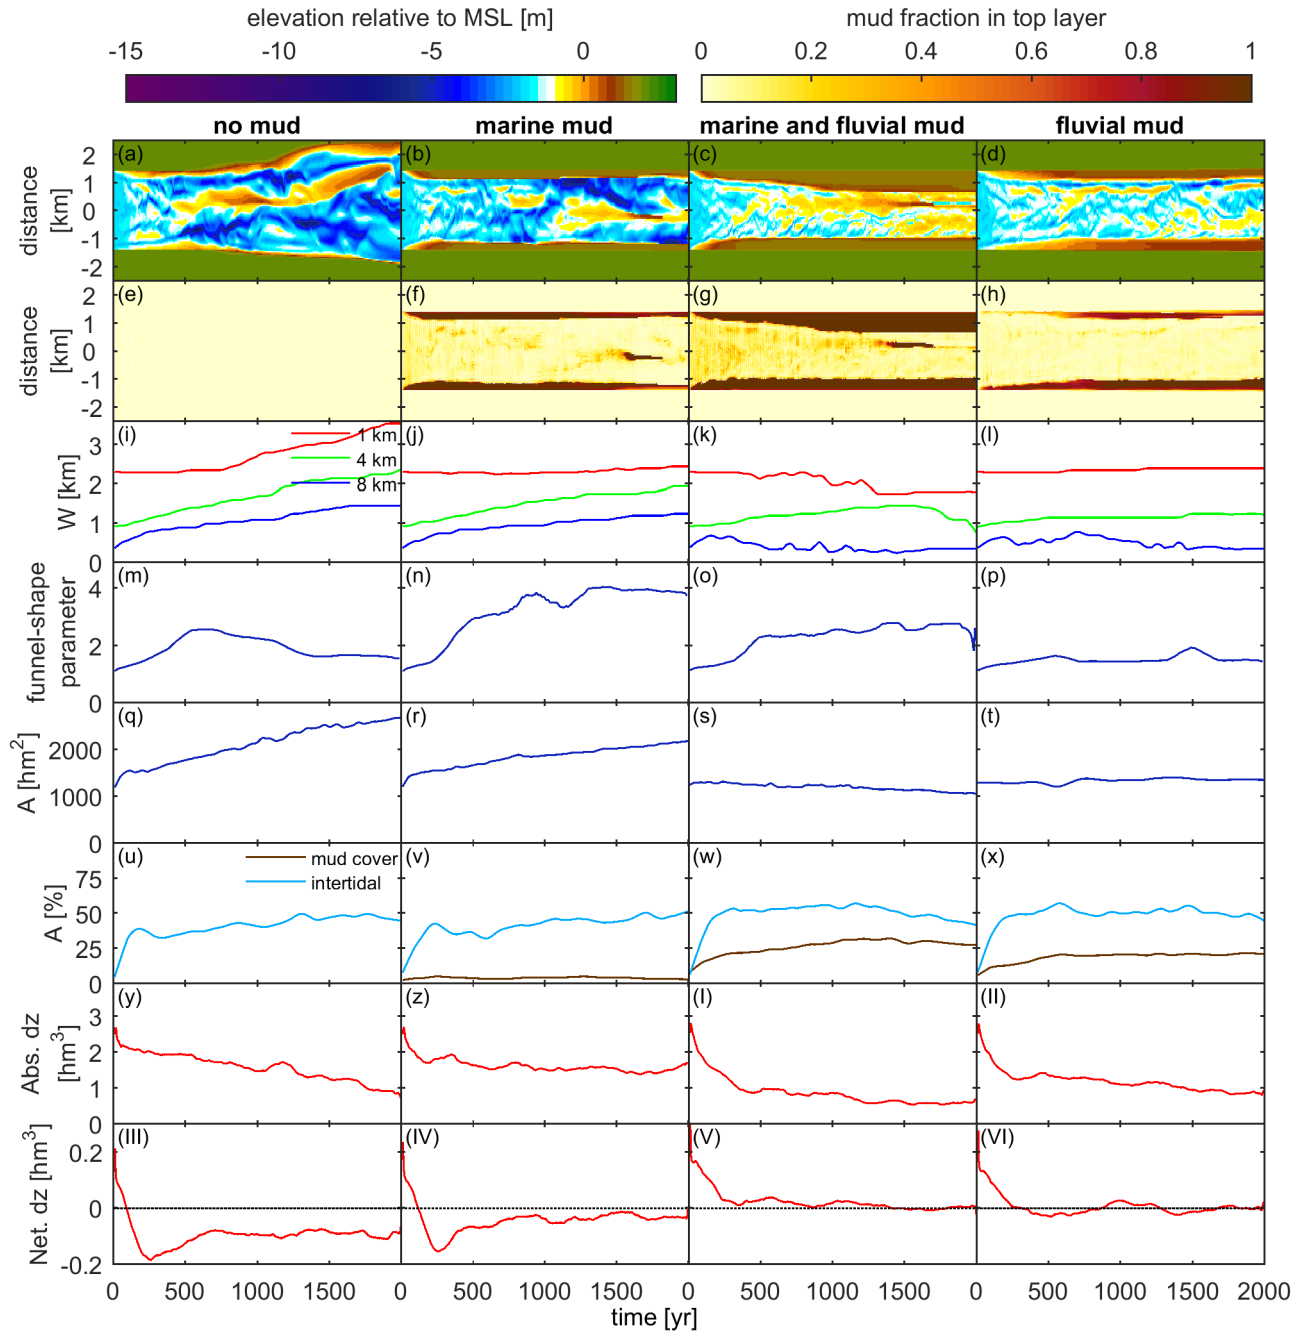 elevation relative to MSL [m]
mud fraction in top layer
-15 -10 -5 0
0 0.2 0.4 0.6 0.8 1
no mud
marine mud
marine and fluvial mud
fluvial mud
distance
[km]
2
1
0
-1
-2
(a) (b) (c) (d)
distance
[km]
2
1
0
-1
-2
(e) (f) (g) (h)
W [km]
3
2
1
0
(i) (j) (k) (l)
1 km
4 km
8 km
funnel-shape
parameter
4
2
0
(m) (n) (o) (p)
A [hm²]
2000
1000
0
(q) (r) (s) (t)
A [%]
75
50
25
0
(u) (v) (w) (x)
mud cover
intertidal
Abs. dz
[hm³]
3
2
1
0
(y) (z) (I) (II)
Net. dz [hm³]
0.2
0
-0.2
(III) (IV) (V) (VI)
0 500 1000 1500 0 500 1000 1500 0 500 1000 1500 0 500 1000 1500 2000
time [yr]